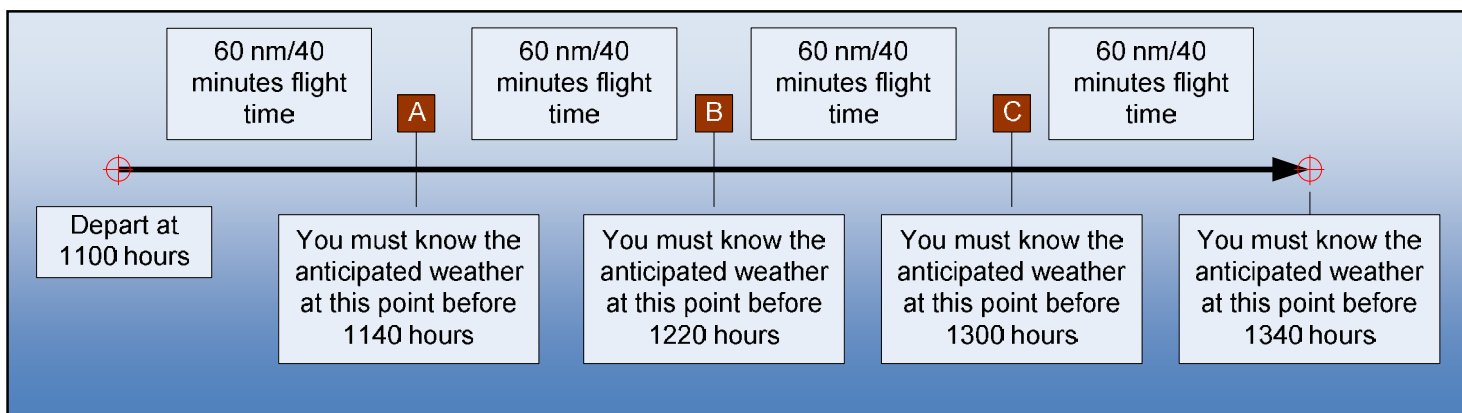 60 nm/40
minutes flight
time
60 nm/40
minutes flight
time
60 nm/40
minutes flight
time
60 nm/40
minutes flight
time
A
B
C
Depart at
1100 hours
You must know the
anticipated weather
at this point before
1140 hours
You must know the
anticipated weather
at this point before
1220 hours
You must know the
anticipated weather
at this point before
1300 hours
You must know the
anticipated weather
at this point before
1340 hours